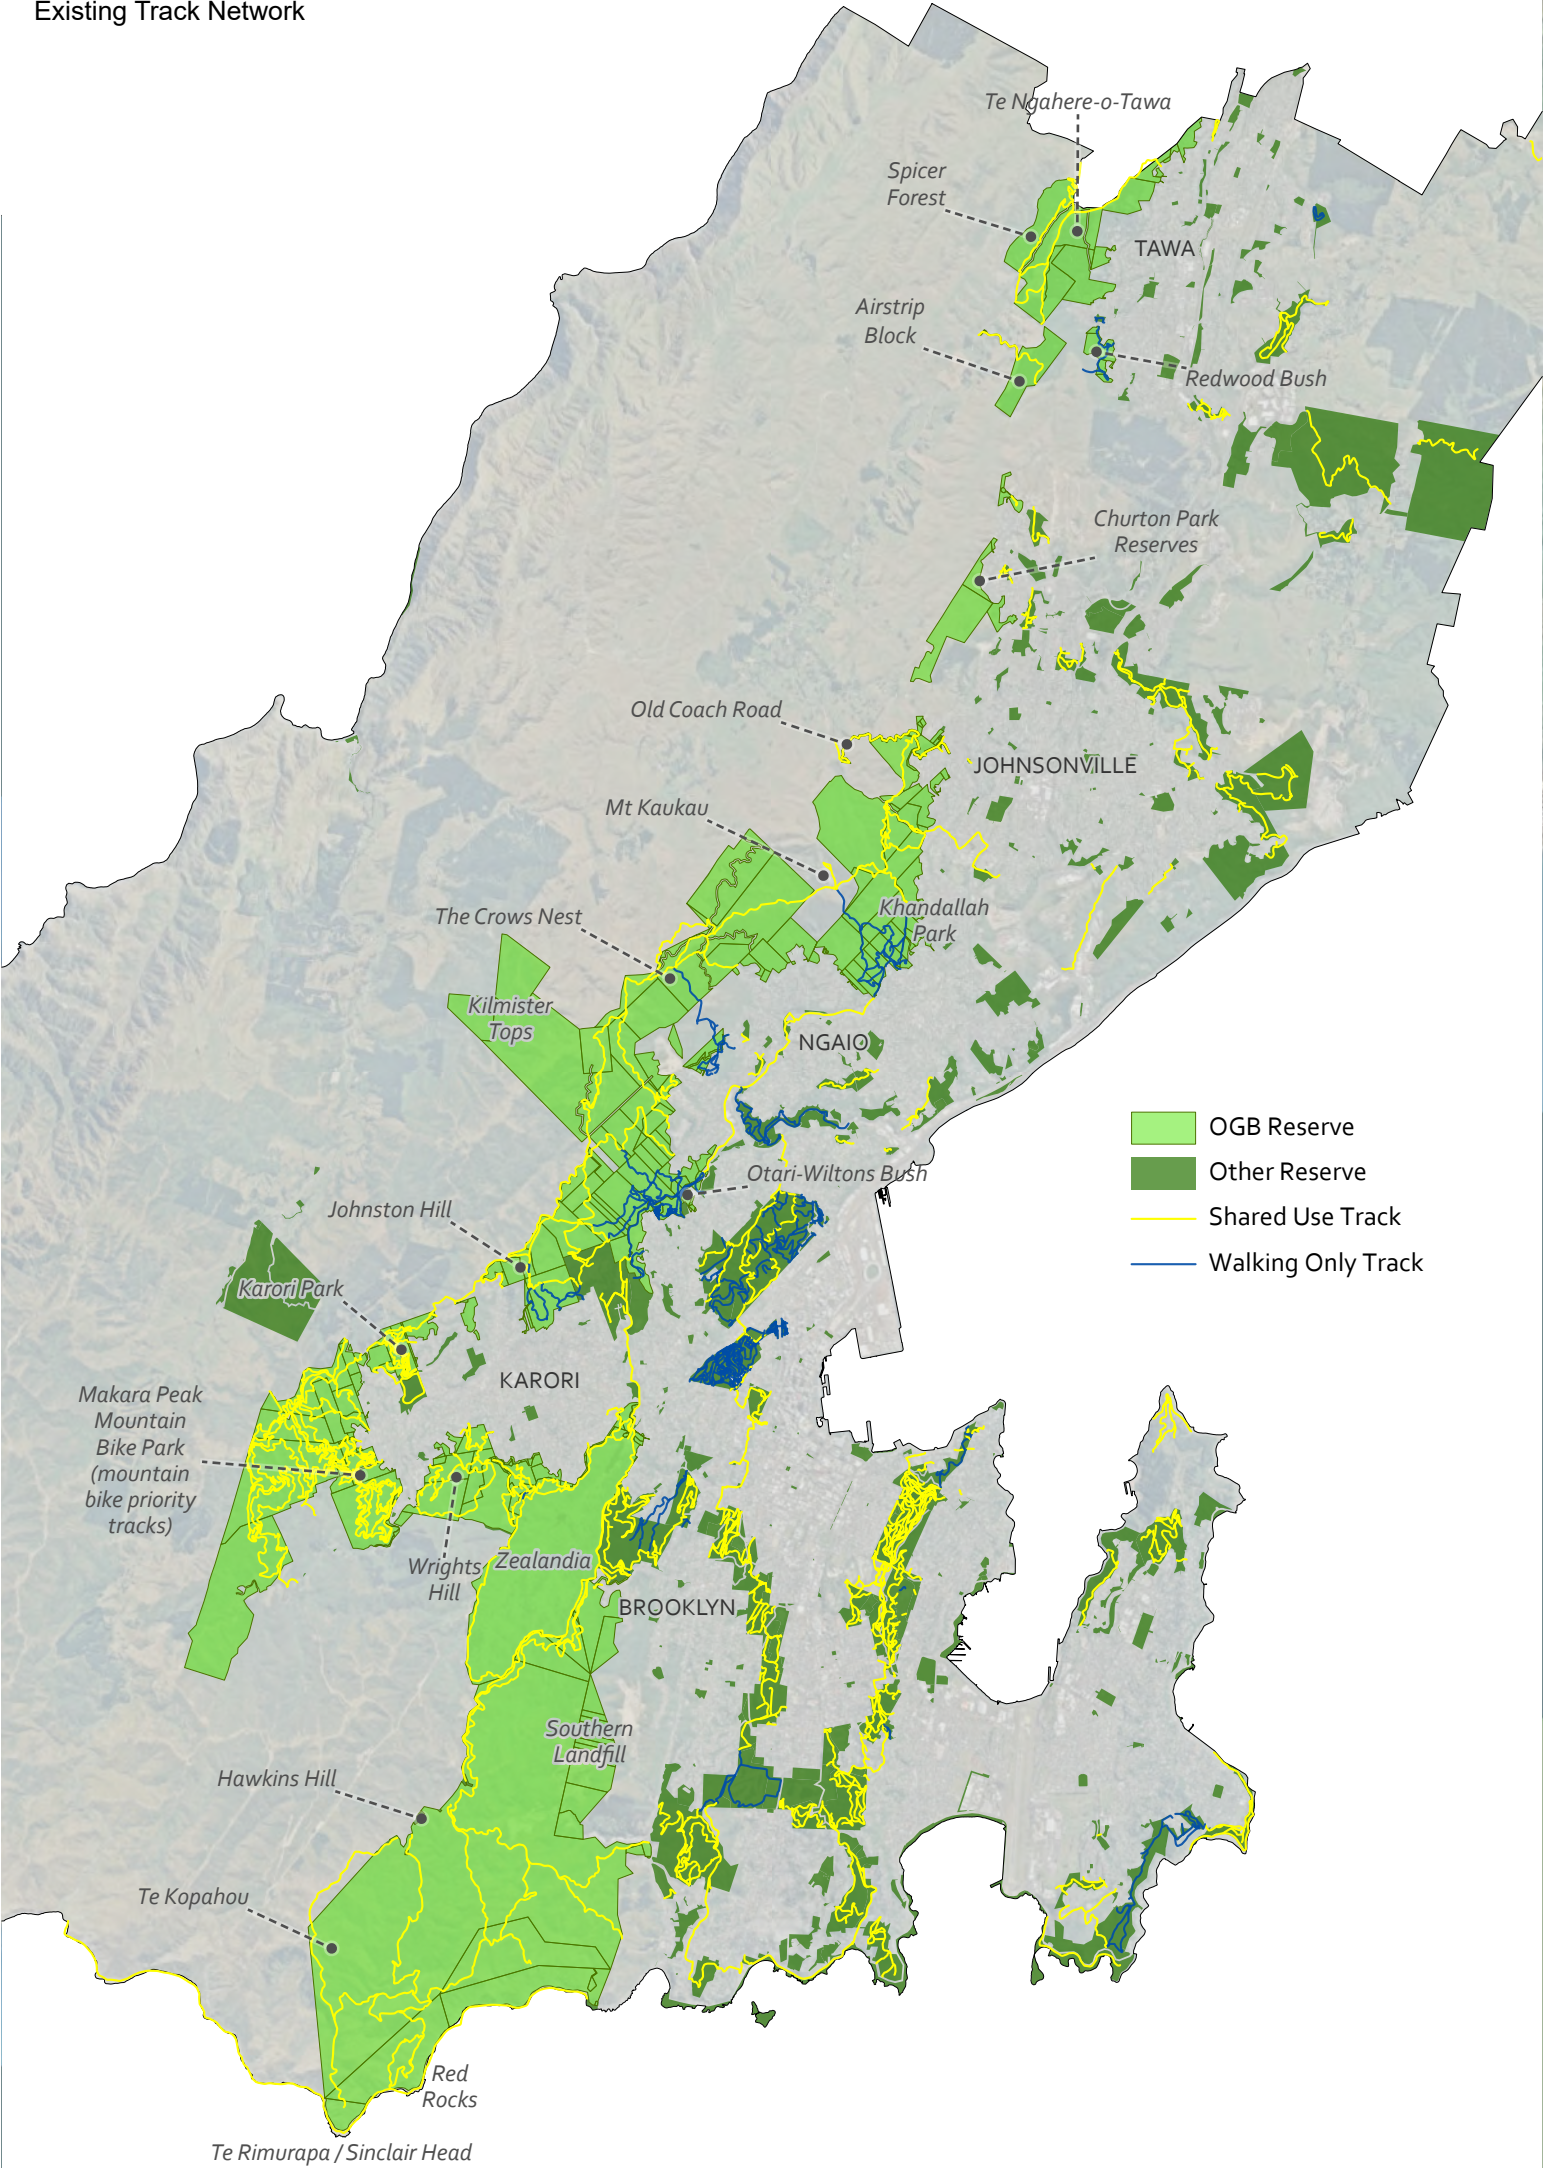 Existing Track Network
Te Ngahere-o-Tawa
Spicer
Forest
TAWA
Airstrip
Block
Redwood Bush
Churton Park
Reserves
Old Coach Road
JOHNSONVILLE
Mt Kaukau
Khandallah
Park
The Crows Nest
Kilmister
Tops
NGAIO
OGB Reserve
Other Reserve
Shared Use Track
Walking Only Track
Otari-Wiltons Bush
Johnston Hill
Karori Park
KARORI
Makara Peak
Mountain
Bike Park
(mountain
bike priority
tracks)
Wrights
Hill
Zealandia
BROOKLYN
Southern
Landfill
Hawkins Hill
Te Kopahou
Red
Rocks
Te Rimurapa / Sinclair Head